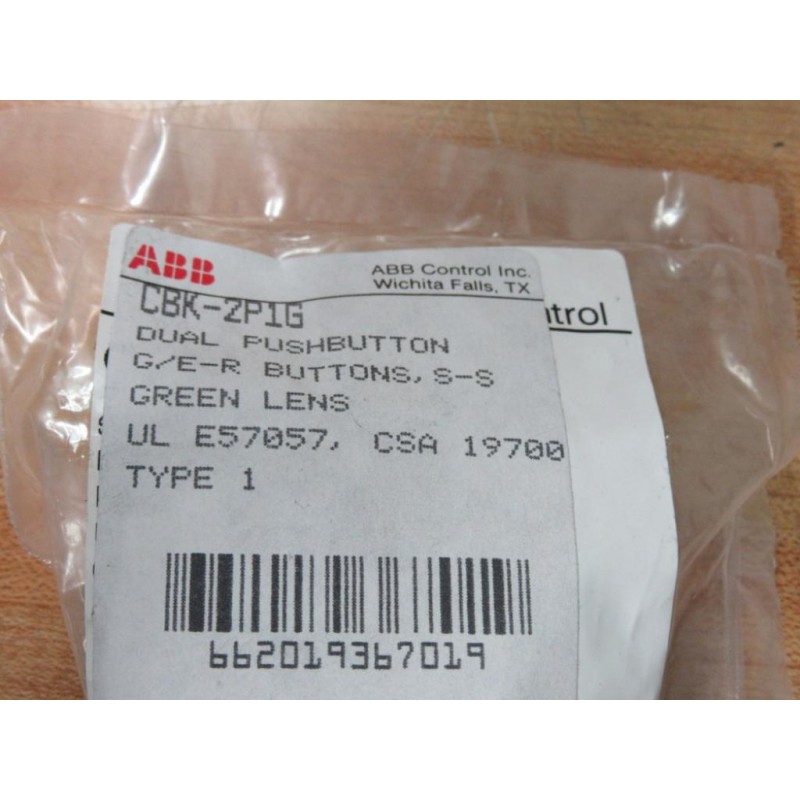 ABB
ABB Control Inc.
Wichita Falls, TX
CBK-2P1G
ntrol
DUAL PUSHBUTTON
G/E-R BUTTONS, S-S
GREEN LENS
UL E57057, CSA 19700
TYPE 1
662019367019